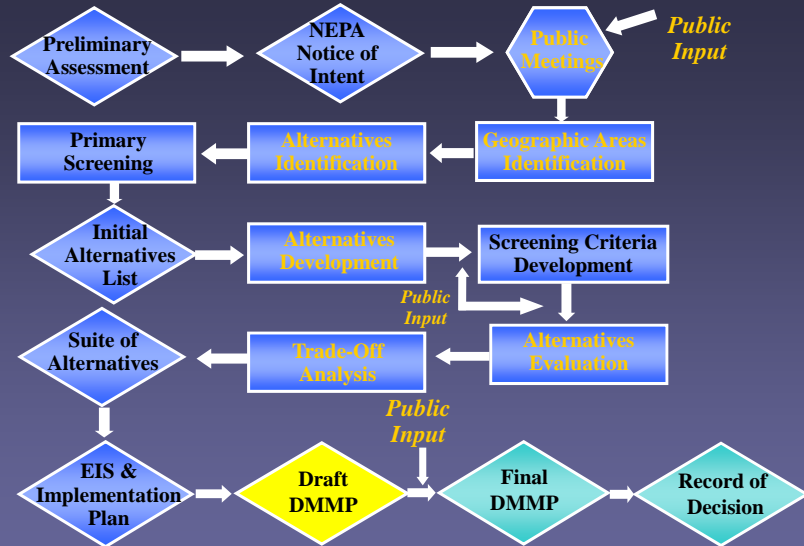 Preliminary
Assessment
NEPA
Notice of
Intent
Public
Meetings
Public
Input
Primary
Screening
Alternatives
Identification
Geographic Areas
Identification
Initial
Alternatives
List
Alternatives
Development
Screening Criteria
Development
Public
Input
Suite of
Alternatives
Trade-Off
Analysis
Alternatives
Evaluation
Public
Input
EIS &
Implementation
Plan
Draft
DMMP
Final
DMMP
Record of
Decision